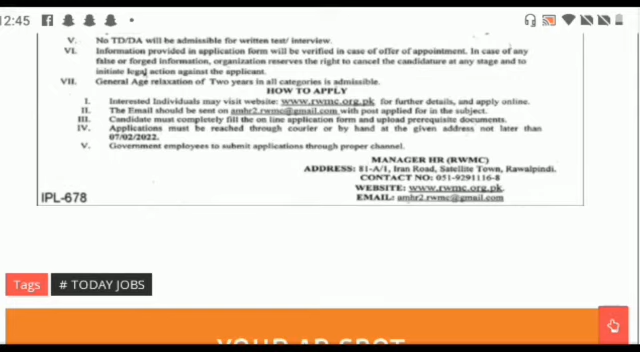 12:45
V. No TD/DA will be admissible for written test/ interview.
VI. Information provided in application form will be verified in case of offer of appointment. In case of any
false or forged information, organization reserves the right to cancel the candidature at any stage and to
initiate legal action against the applicant.
VII. General Age relaxation of Two years in all categories is admissible.
HOW TO APPLY
I. Interested Individuals may visit website: www.rwmc.org.pk for further details, and apply online.
II. The Email should be sent on amhr2.rwmc@gmail.com with post applied for in the subject.
III. Candidate must completely fill the on line application form and upload prerequisite documents.
IV. Applications must be reached through courier or by hand at the given address not later than
07/02/2022.
V. Government employees to submit applications through proper channel.
MANAGER HR (RWMC)
ADDRESS: 81-A/1, Iran Road, Satellite Town, Rawalpindi.
CONTACT NO: 051-9291116-8
WEBSITE: www.rwmc.org.pk.
EMAIL: amhr2.rwmc@gmail.com
IPL-678
Tags # TODAY JOBS
YOUR AD SPOT